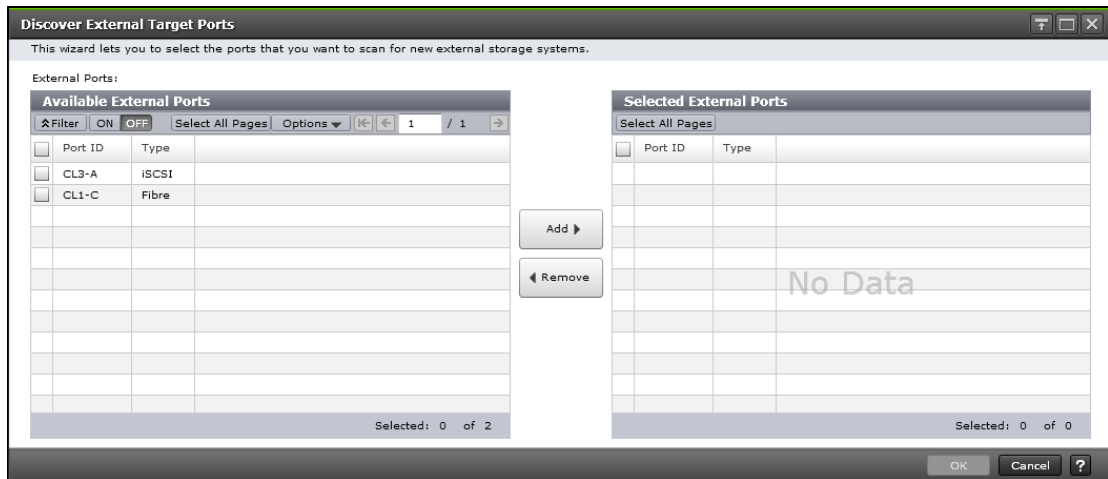 Discover External Target Ports
This wizard lets you to select the ports that you want to scan for new external storage systems.
External Ports:
Available External Ports
Filter ON OFF Select All Pages Options 1 / 1
Port ID Type
CL3-A iSCSI
CL1-C Fibre
Selected: 0 of 2
Add
Remove
Selected External Ports
Select All Pages
Port ID Type
No Data
Selected: 0 of 0
OK Cancel ?